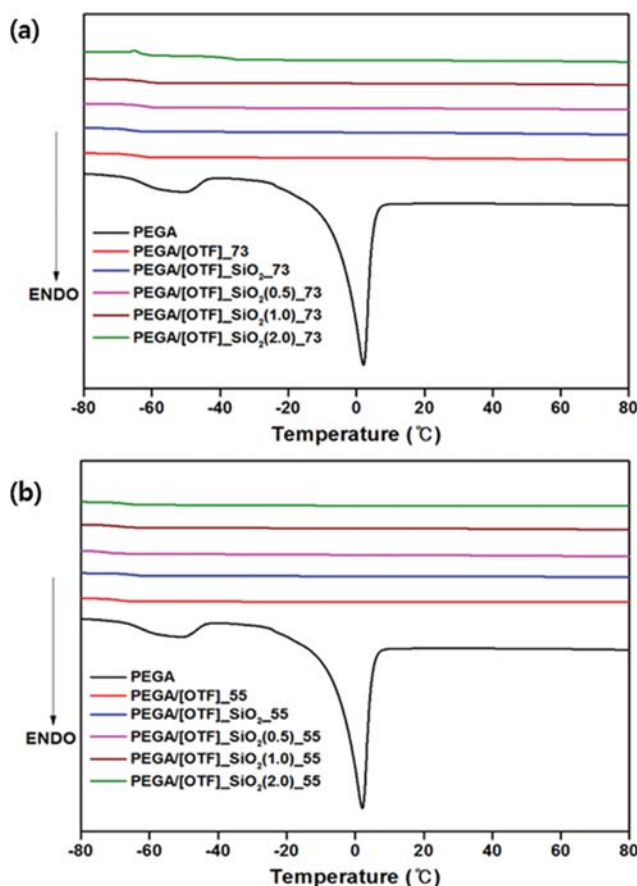 (a)
PEGA
PEGA/[OTF]_73
PEGA/[OTF]_SiO₂_73
PEGA/[OTF]_SiO₂(0.5)_73
PEGA/[OTF]_SiO₂(1.0)_73
PEGA/[OTF]_SiO₂(2.0)_73
ENDO
-80 -60 -40 -20 0 20 40 60 80
Temperature (℃)
(b)
PEGA
PEGA/[OTF]_55
PEGA/[OTF]_SiO₂_55
PEGA/[OTF]_SiO₂(0.5)_55
PEGA/[OTF]_SiO₂(1.0)_55
PEGA/[OTF]_SiO₂(2.0)_55
ENDO
-80 -60 -40 -20 0 20 40 60 80
Temperature (℃)